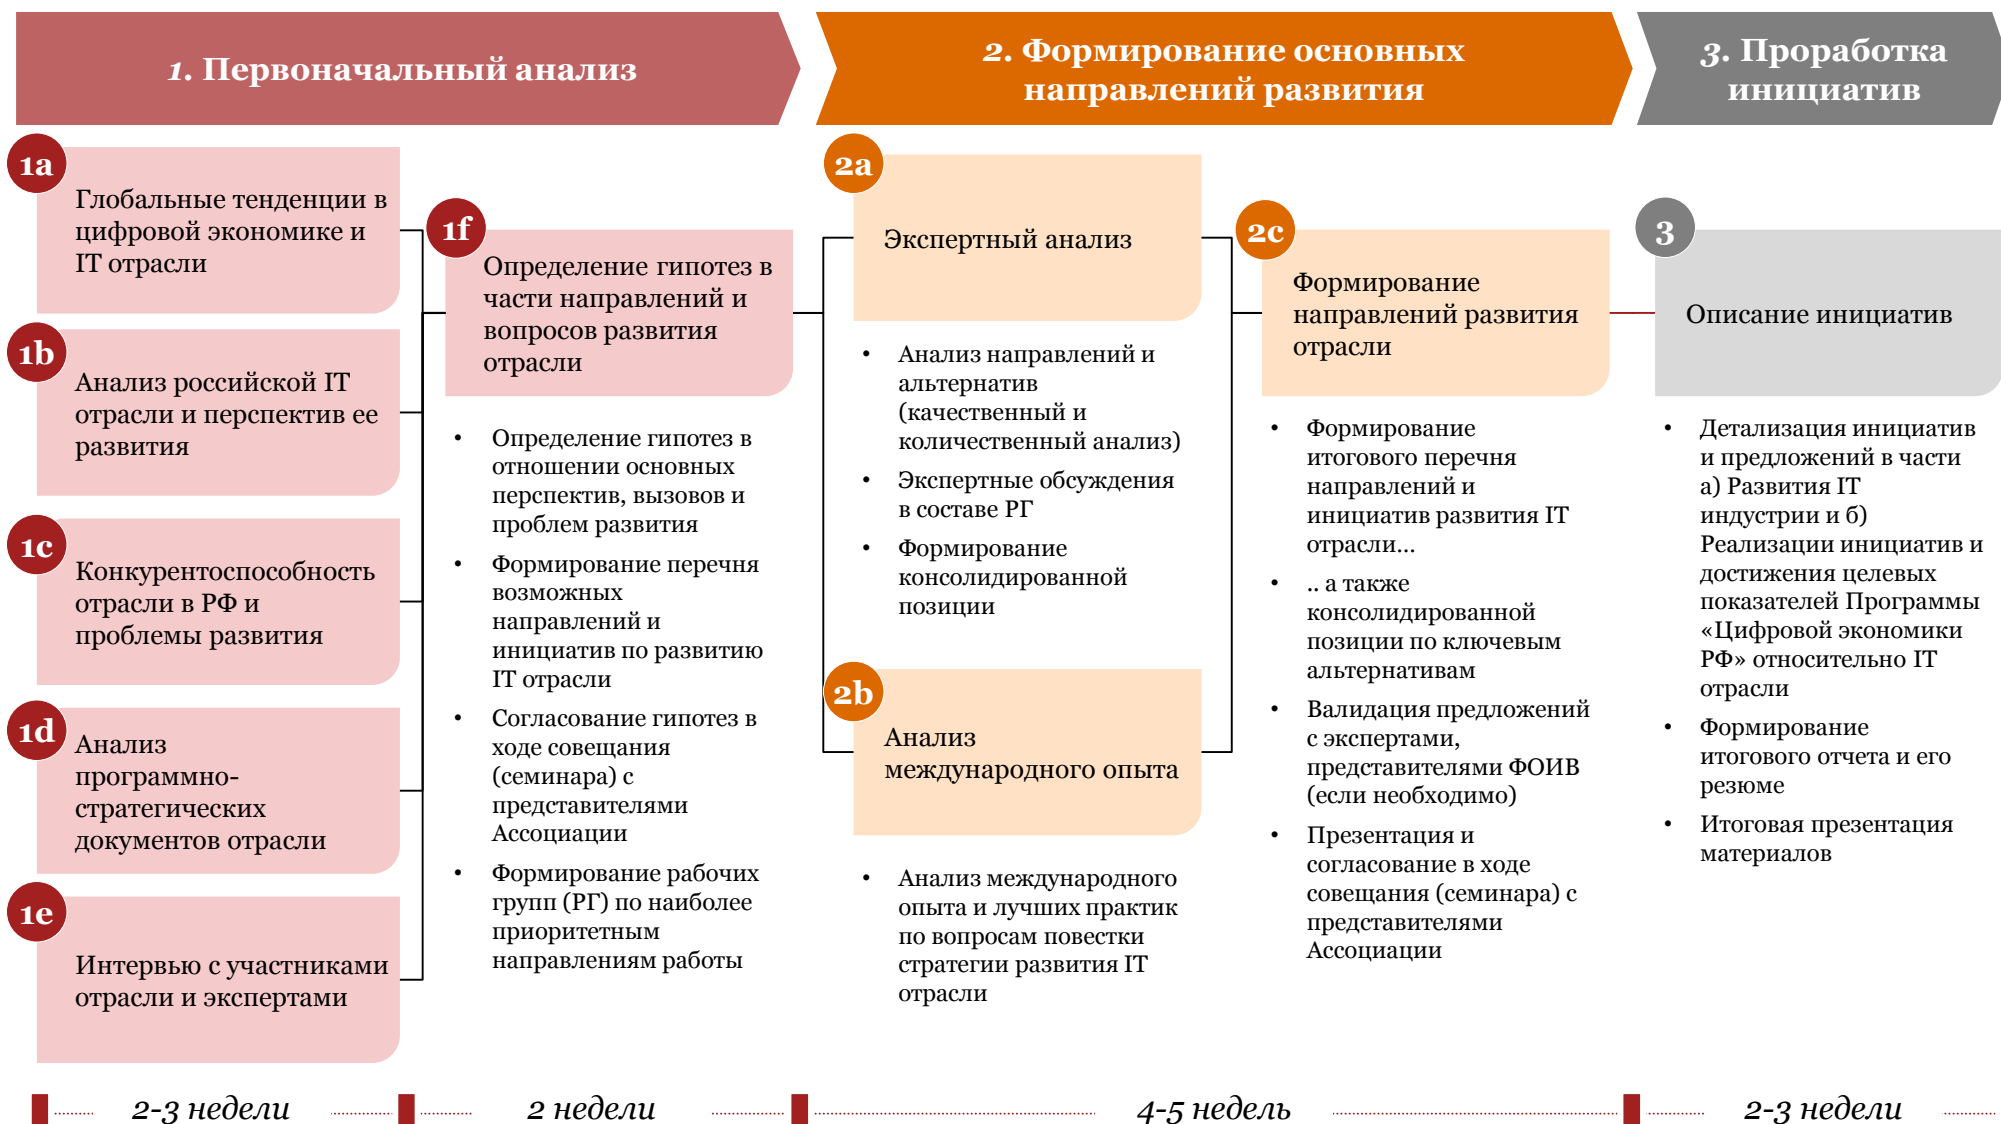 1. Первоначальный анализ
2. Формирование основных
направлений развития
3. Проработка
инициатив
1a
Глобальные тенденции в
цифровой экономике и
IT отрасли
1b
Анализ российской IT
отрасли и перспектив ее
развития
1c
Конкурентоспособность
отрасли в РФ и
проблемы развития
1d
Анализ
программно-
стратегических
документов отрасли
1e
Интервью с участниками
отрасли и экспертами
1f
Определение гипотез в
части направлений и
вопросов развития
отрасли
• Определение гипотез в
отношении основных
перспектив, вызовов и
проблем развития
• Формирование перечня
возможных
направлений и
инициатив по развитию
IT отрасли
• Согласование гипотез в
ходе совещания
(семинара) с
представителями
Ассоциации
• Формирование рабочих
групп (РГ) по наиболее
приоритетным
направлениям работы
2a
Экспертный анализ
• Анализ направлений и
альтернатив
(качественный и
количественный анализ)
• Экспертные обсуждения
в составе РГ
• Формирование
консолидированной
позиции
2b
Анализ
международного опыта
• Анализ международного
опыта и лучших практик
по вопросам повестки
стратегии развития IT
отрасли
2c
Формирование
направлений развития
отрасли
• Формирование
итогового перечня
направлений и
инициатив развития IT
отрасли...
• .. а также
консолидированной
позиции по ключевым
альтернативам
• Валидация предложений
с экспертами,
представителями ФОИВ
(если необходимо)
• Презентация и
согласование в ходе
совещания (семинара) с
представителями
Ассоциации
3
Описание инициатив
• Детализация инициатив
и предложений в части
а) Развития IT
индустрии и б)
Реализации инициатив и
достижения целевых
показателей Программы
«Цифровой экономики
РФ» относительно IT
отрасли
• Формирование
итогового отчета и его
резюме
• Итоговая презентация
материалов
2-3 недели
2 недели
4-5 недель
2-3 недели